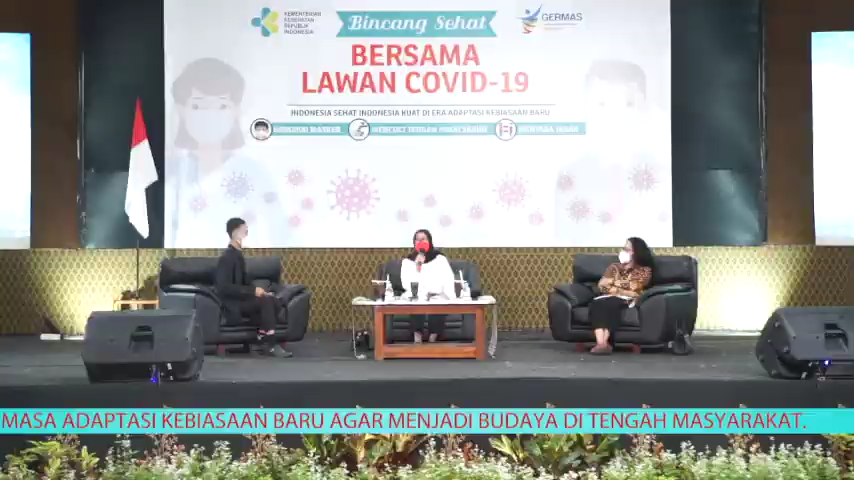 KEMENTERIAN
KESEHATAN
REPUBLIK
INDONESIA
Bincang Sehat
GERMAS
BERSAMA
LAWAN COVID-19
INDONESIA SEHAT INDONESIA KUAT DI ERA ADAPTASI KEBIASAAN BARU
MASA ADAPTASI KEBIASAAN BARU AGAR MENJADI BUDAYA DI TENGAH MASYARAKAT.